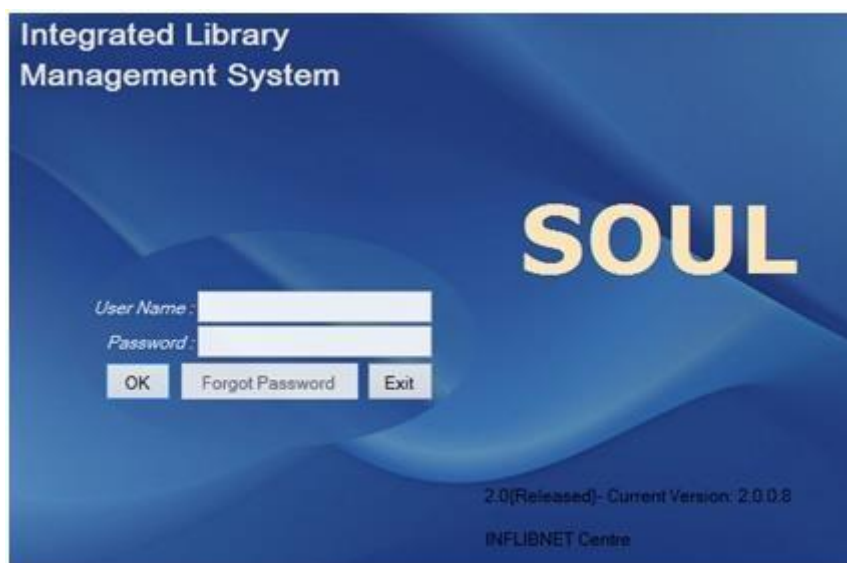 Integrated Library
Management System
SOUL
User Name :
Password :
OK Forgot Password Exit
2.0(Released)- Current Version: 2.0.0.8
INFLIBNET Centre